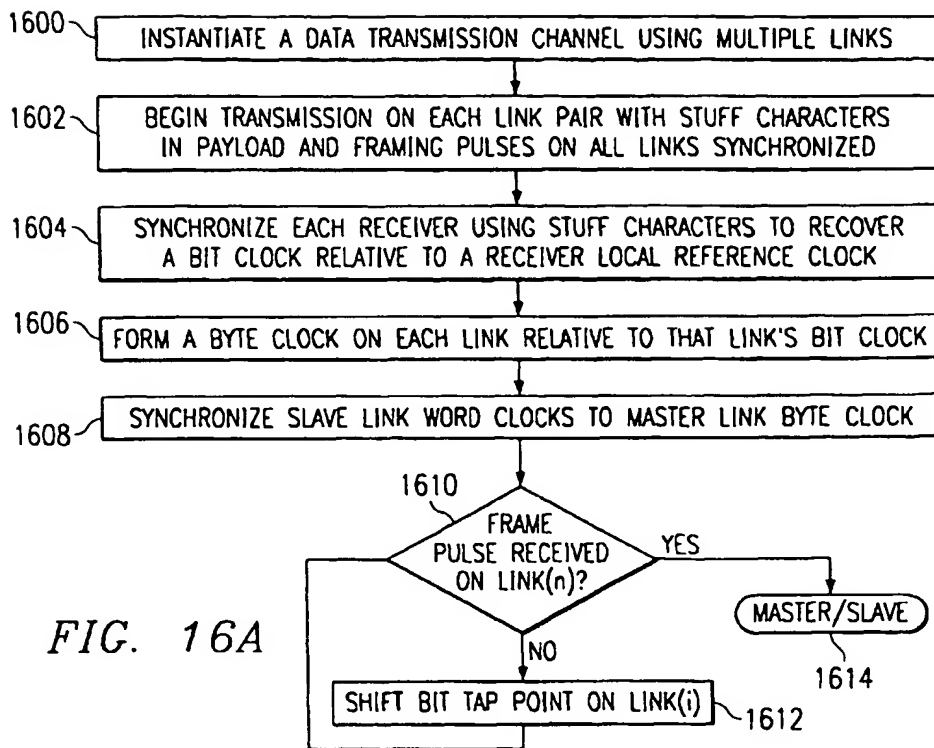 1600
INSTANTIATE A DATA TRANSMISSION CHANNEL USING MULTIPLE LINKS
1602
BEGIN TRANSMISSION ON EACH LINK PAIR WITH STUFF CHARACTERS
IN PAYLOAD AND FRAMING PULSES ON ALL LINKS SYNCHRONIZED
1604
SYNCHRONIZE EACH RECEIVER USING STUFF CHARACTERS TO RECOVER
A BIT CLOCK RELATIVE TO A RECEIVER LOCAL REFERENCE CLOCK
1606
FORM A BYTE CLOCK ON EACH LINK RELATIVE TO THAT LINK'S BIT CLOCK
1608
SYNCHRONIZE SLAVE LINK WORD CLOCKS TO MASTER LINK BYTE CLOCK
1610
FRAME
PULSE RECEIVED
ON LINK(n)?
YES
MASTER/SLAVE
1614
NO
SHIFT BIT TAP POINT ON LINK(i)
1612
FIG. 16A